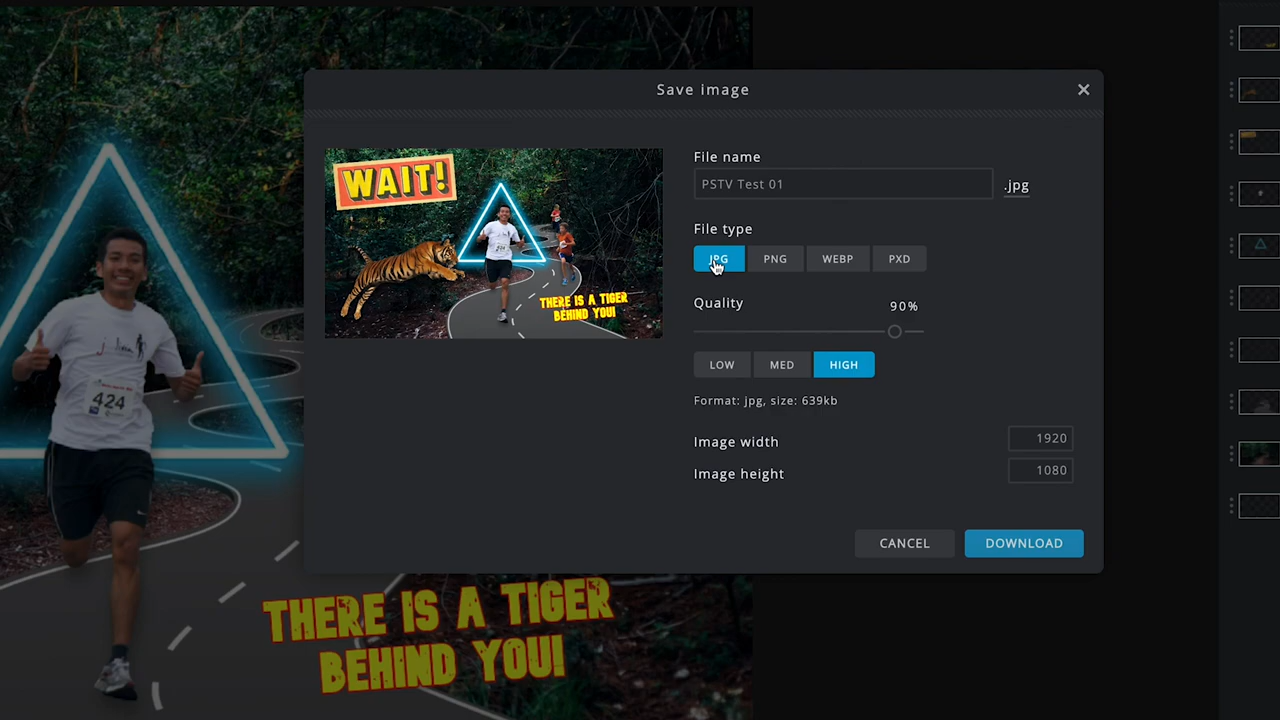 Save image
WAIT!
THERE IS A TIGER
BEHIND YOU!
File name
PSTV Test 01
.jpg
File type
JPG PNG WEBP PXD
Quality
90%
LOW MED HIGH
Format: jpg, size: 639kb
Image width 1920
Image height 1080
CANCEL DOWNLOAD
424
THERE IS A TIGER
BEHIND YOU!